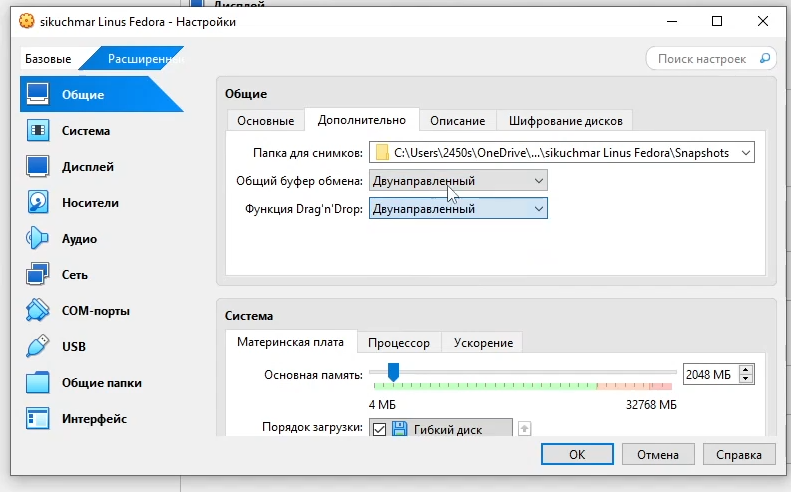 Дисплей
sikuchmar Linus Fedora - Настройки
Базовые
Расширенн
Поиск настроек
Общие
Система
Дисплей
Носители
Аудио
Сеть
COM-порты
USB
Общие папки
Интерфейс
Общие
Основные Дополнительно Описание Шифрование дисков
Папка для снимков: C:\Users\2450s\OneDrive\...\sikuchmar Linus Fedora\Snapshots
Общий буфер обмена: Двунаправленный
Функция Drag'n'Drop: Двунаправленный
Система
Материнская плата Процессор Ускорение
Основная память: 2048 МБ
4 МБ 32768 МБ
Порядок загрузки: Гибкий диск
OK Отмена Справка